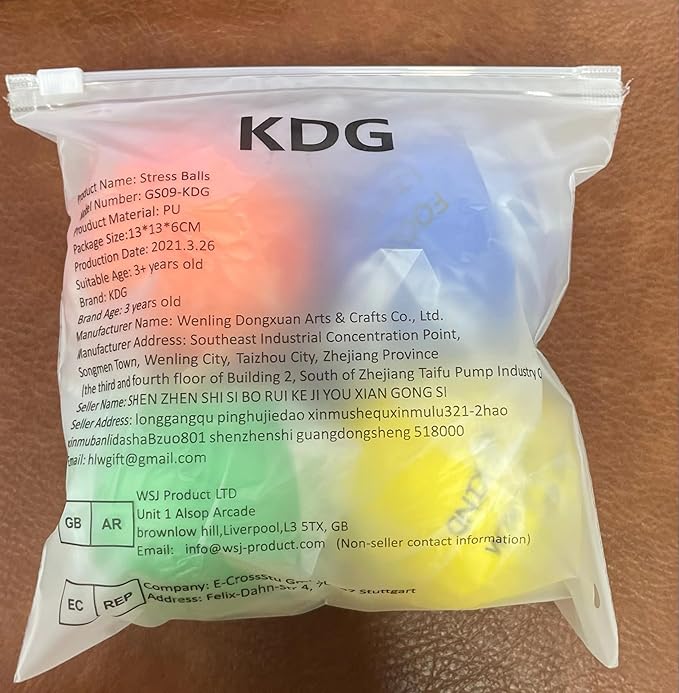 KDG
Product Name: Stress Balls
Model Number: GS09-KDG
Product Material: PU
Package Size:13*13*6CM
Production Date: 2021.3.26
Suitable Age: 3+ years old
Brand: KDG
Brand Age: 3 years old
Manufacturer Name: Wenling Dongxuan Arts & Crafts Co., Ltd.
Manufacturer Address: Southeast Industrial Concentration Point,
Songmen Town, Wenling City, Taizhou City, Zhejiang Province
(the third and fourth floor of Building 2, South of Zhejiang Taifu Pump Industry
Seller Name: SHEN ZHEN SHI SI BO RUI KE JI YOU XIAN GONG SI
Seller Address: longgangqu pinghujiedao xinmushequxinmulu321-2hao
xinmubanlidashaBzuo801 shenzhenshi guangdongsheng 518000
Email: hlwgift@gmail.com
GB AR
WSJ Product LTD
Unit 1 Alsop Arcade
brownlow hill,Liverpool,L3 5TX, GB
Email: info@wsj-product.com (Non-seller contact information)
EC REP
Company: E-CrossStu
Address: Felix-Dahn-Str 4, Stuttgart